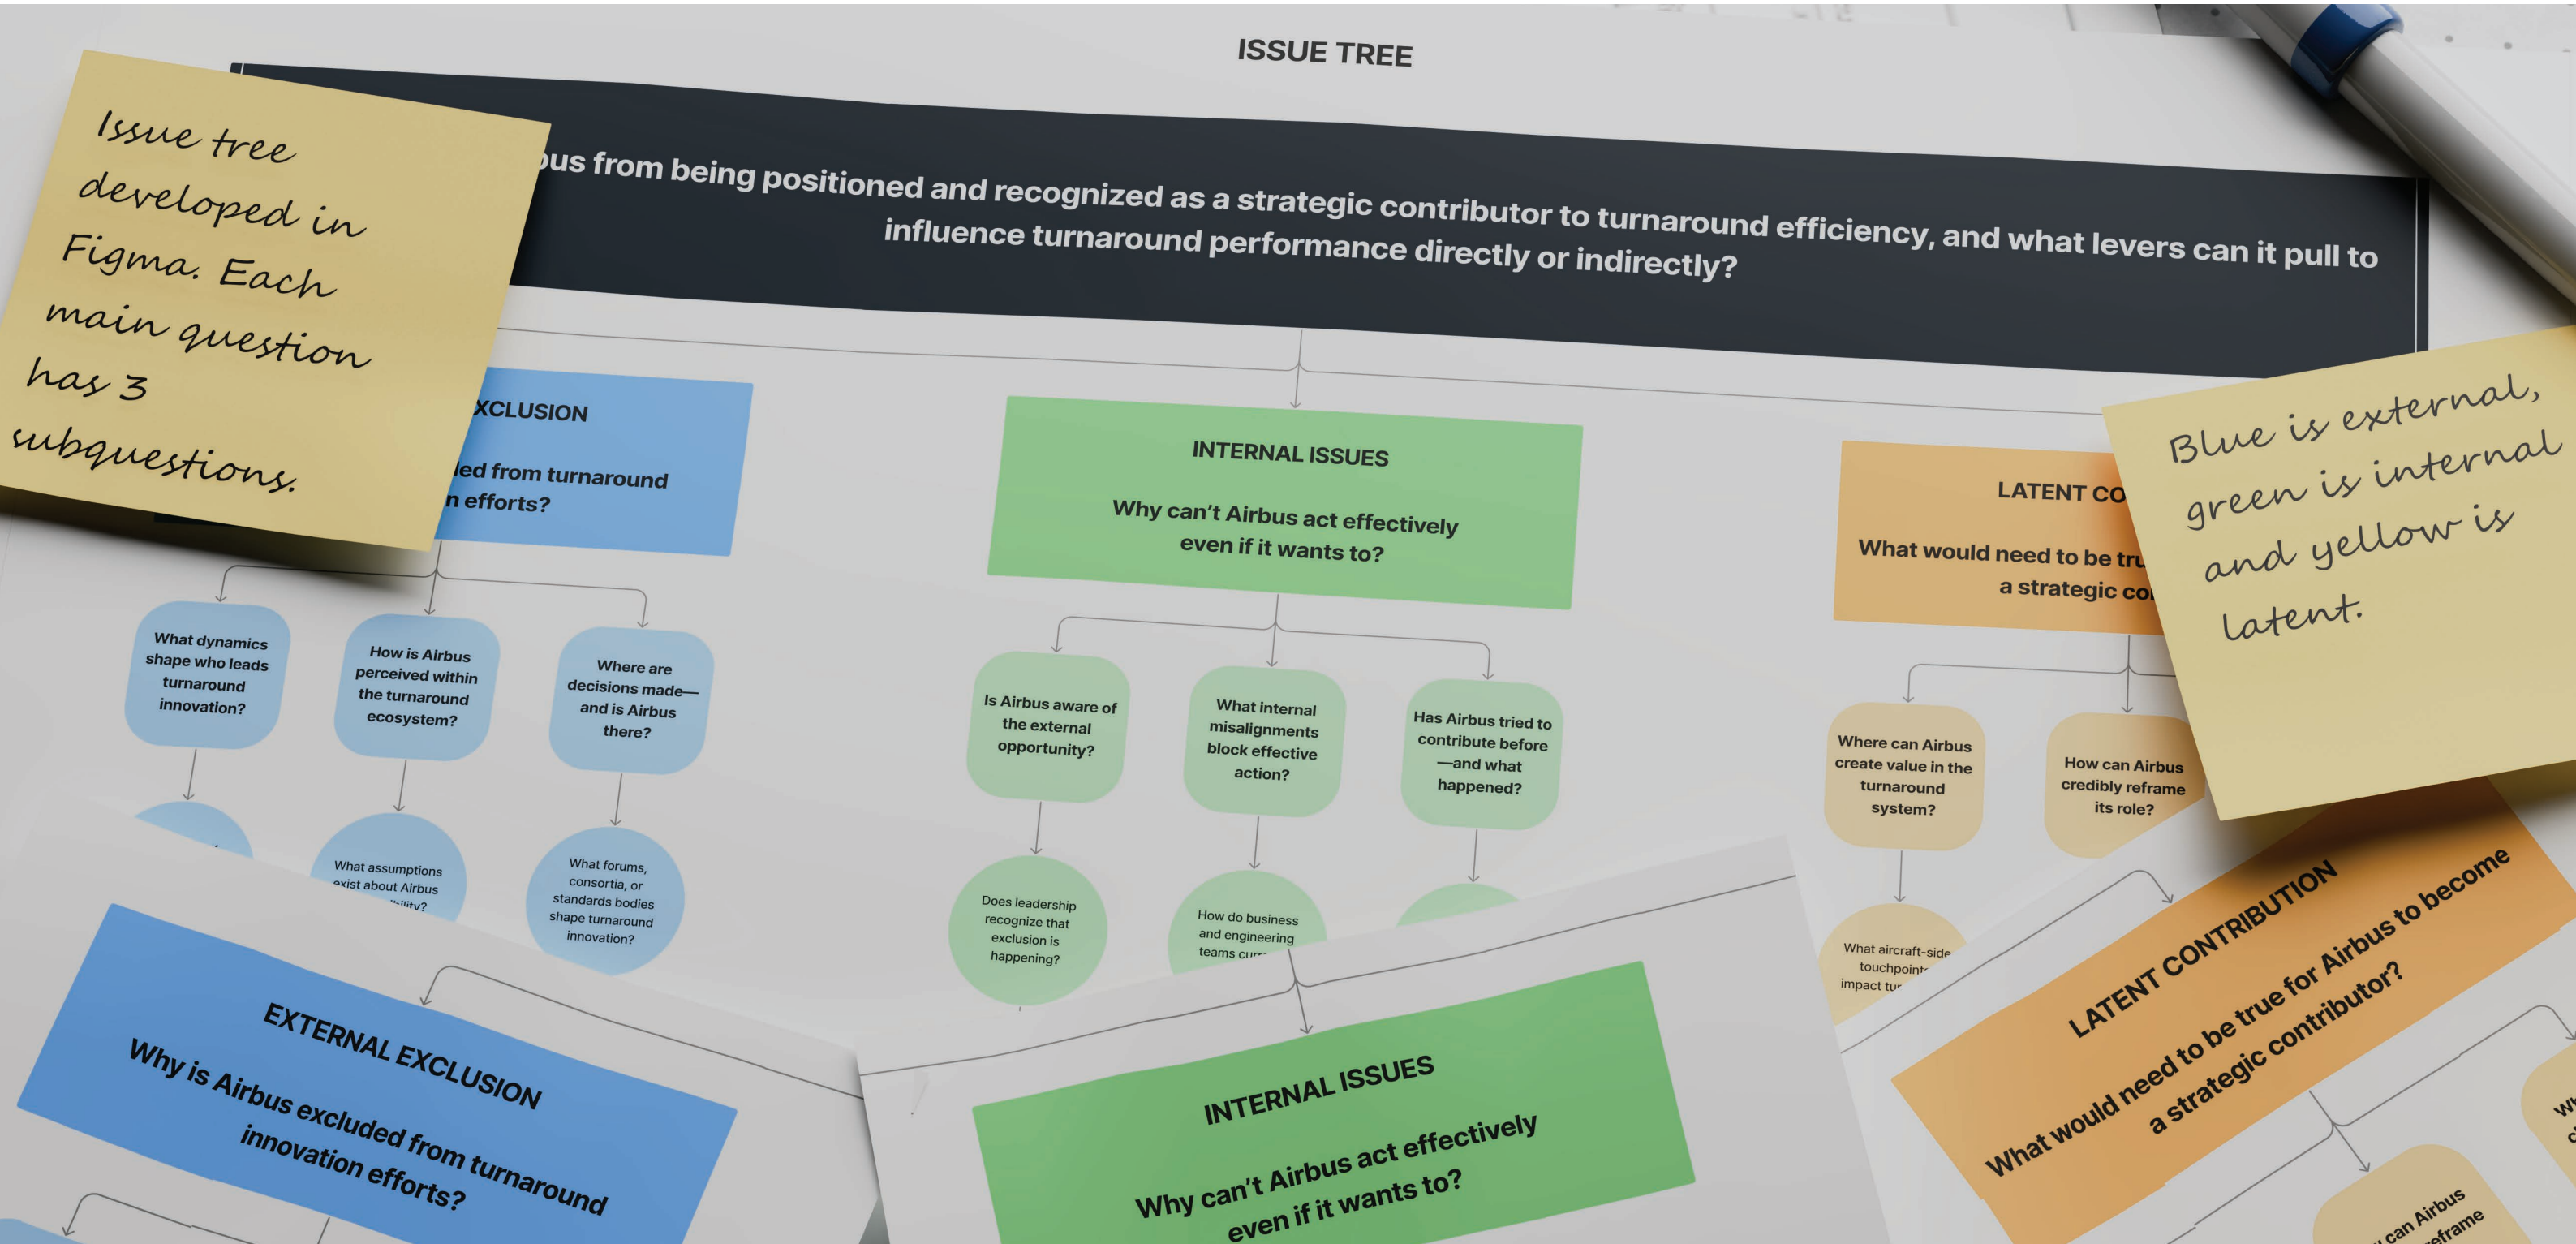 ISSUE TREE
from being positioned and recognized as a strategic contributor to turnaround efficiency, and what levers can it pull to
influence turnaround performance directly or indirectly?
Issue tree
developed in
Figma. Each
main question
has 3
subquestions.
from turnaround
efforts?
INTERNAL ISSUES
Why can't Airbus act effectively
even if it wants to?
LATENT
What would need to be
a strategic
Blue is external,
green is internal
and yellow is
latent.
What dynamics
shape who leads
turnaround
innovation?
How is Airbus
perceived within
the turnaround
ecosystem?
Where are
decisions made—
and is Airbus
there?
Is Airbus aware of
the external
opportunity?
What internal
misalignments
block effective
action?
Has Airbus tried to
contribute before
—and what
happened?
Where can Airbus
create value in the
turnaround
system?
How can Airbus
credibly reframe
its role?
What assumptions
exist about Airbus
What forums,
consortia, or
standards bodies
shape turnaround
innovation?
Does leadership
recognize that
exclusion is
happening?
How do business
and engineering
teams
What aircraft-side
impact
EXTERNAL EXCLUSION
Why is Airbus excluded from turnaround
innovation efforts?
INTERNAL ISSUES
Why can't Airbus act effectively
even if it wants to?
LATENT CONTRIBUTION
What would need to be true for Airbus to become
a strategic contributor?
can Airbus